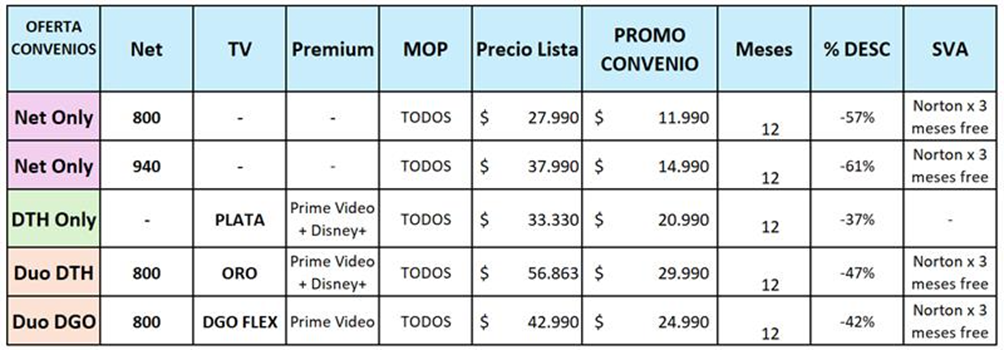 OFERTA CONVENIOS | Net | TV | Premium | MOP | Precio Lista | PROMO CONVENIO | Meses | % DESC | SVA
Net Only | 800 | - | - | TODOS | $ 27.990 | $ 11.990 | 12 | -57% | Norton x 3 meses free
Net Only | 940 | - | - | TODOS | $ 37.990 | $ 14.990 | 12 | -61% | Norton x 3 meses free
DTH Only | - | PLATA | Prime Video + Disney+ | TODOS | $ 33.330 | $ 20.990 | 12 | -37% | -
Duo DTH | 800 | ORO | Prime Video + Disney+ | TODOS | $ 56.863 | $ 29.990 | 12 | -47% | Norton x 3 meses free
Duo DGO | 800 | DGO FLEX | Prime Video | TODOS | $ 42.990 | $ 24.990 | 12 | -42% | Norton x 3 meses free